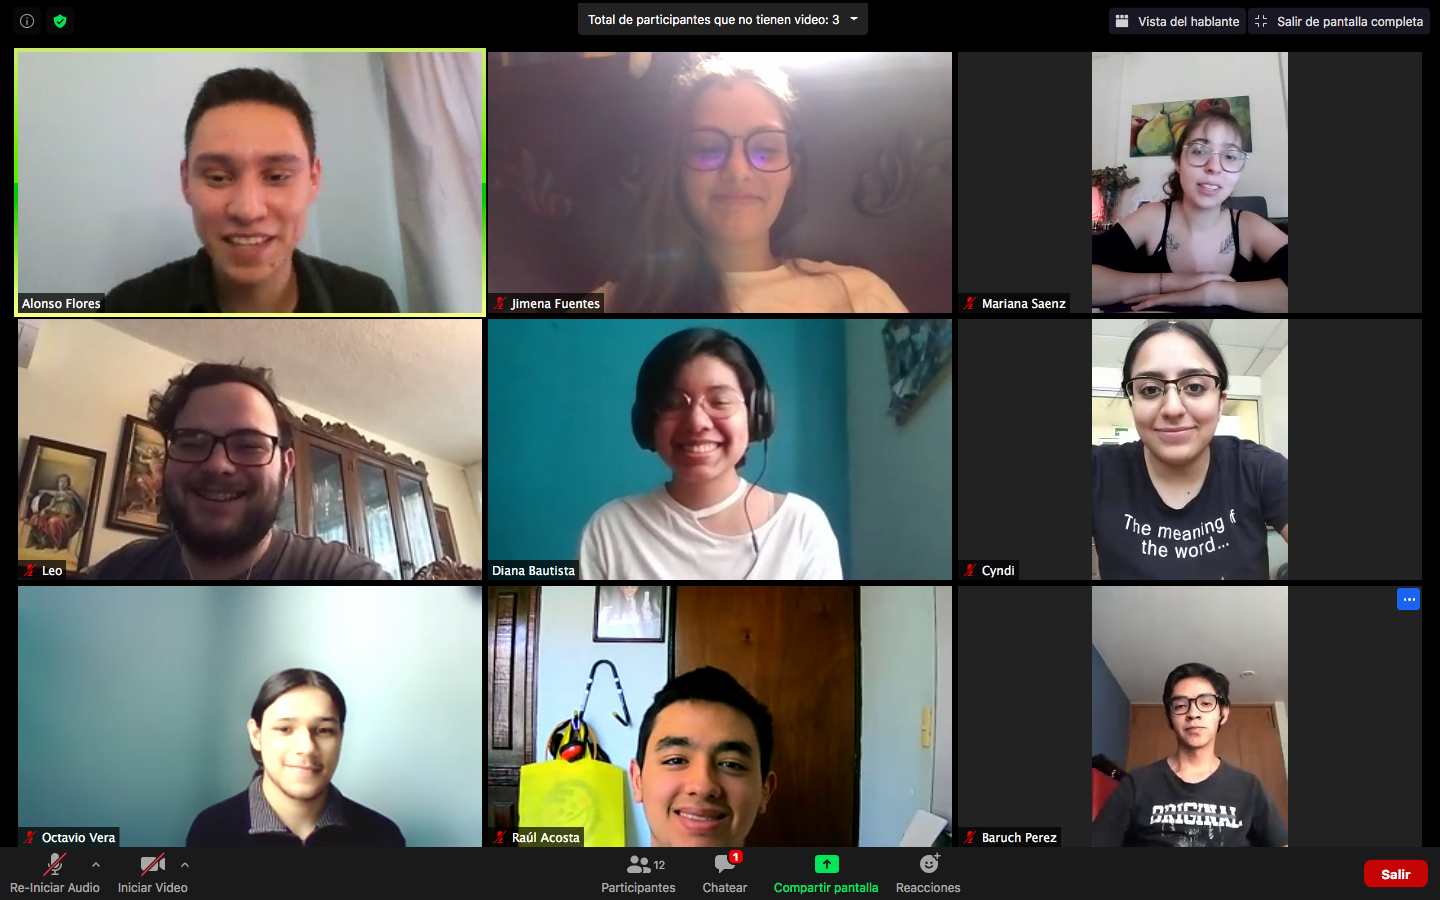 Total de participantes que no tienen video: 3
Vista del hablante
Salir de pantalla completa
Alonso Flores
Jimena Fuentes
Mariana Saenz
Leo
Diana Bautista
Cyndi
The meaning of
the word...
Octavio Vera
Raúl Acosta
Baruch Perez
ORIGINAL
Re-Iniciar Audio
Iniciar Video
Participantes
12
Chatear
1
Compartir pantalla
Reacciones
Salir